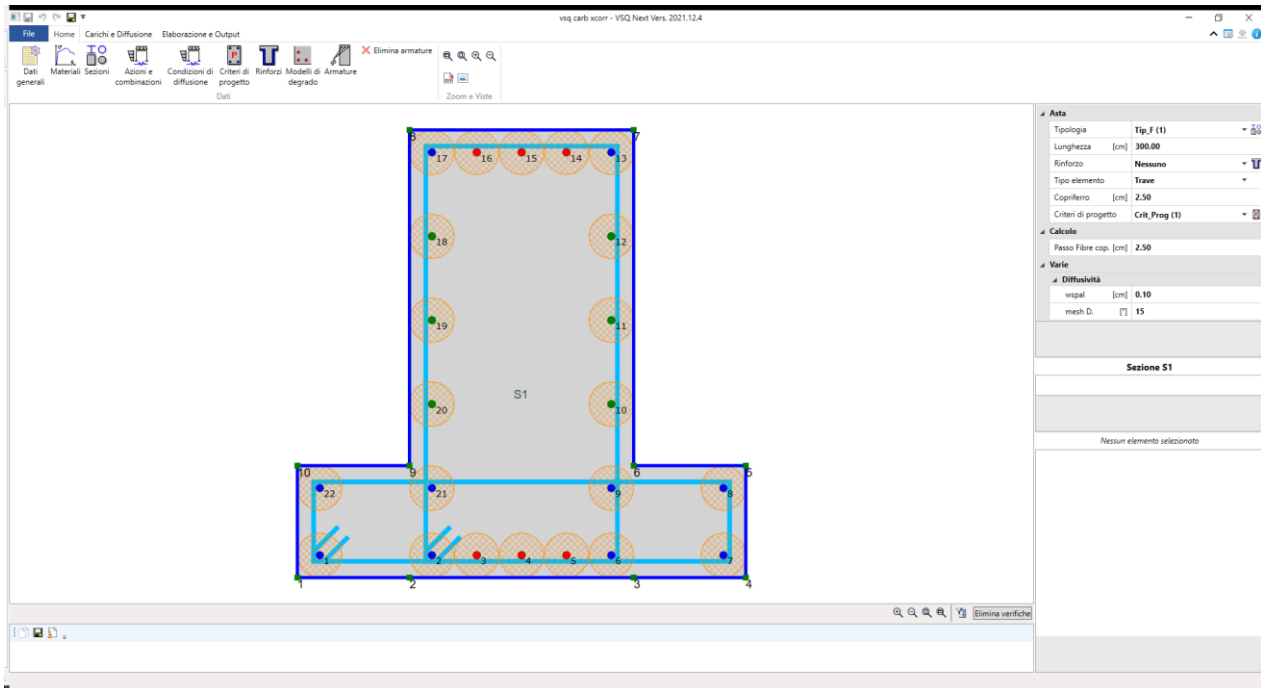 vsq carb xcorr - VSQ Next Vers. 2021.12.4
File Home Carichi e Diffusione Elaborazione e Output
Dati generali
Materiali
Sezioni
Azioni e combinazioni
Condizioni di diffusione
Criteri di progetto
Rinforzi
Modelli di degrado
Armature
Elimina armature
Dati
Zoom e Viste
8 7
17 16 15 14 13
18 12
19 11
S1
20 10
10 9 6 5
22 21 9 8
1 2 3 4 5 6 7
1 2 3 4
Elimina verifiche
Asta
Tipologia Tip_F (1)
Lunghezza [cm] 300.00
Rinforzo Nessuno
Tipo elemento Trave
Copriferro [cm] 2.50
Criteri di progetto Crit_Prog (1)
Calcolo
Passo Fibre cop. [cm] 2.50
Varie
Diffusività
wspal [cm] 0.10
mesh D. [°] 15
Sezione S1
Nessun elemento selezionato